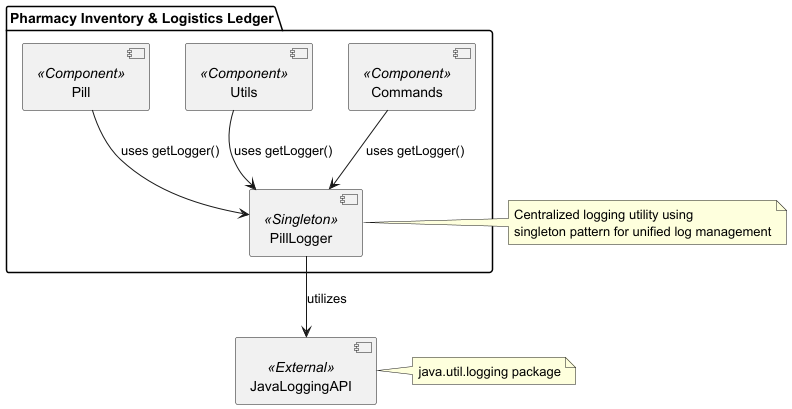 Pharmacy Inventory & Logistics Ledger
«Component»
Pill
«Component»
Utils
«Component»
Commands
uses getLogger()
uses getLogger()
uses getLogger()
«Singleton»
PillLogger
Centralized logging utility using
singleton pattern for unified log management
utilizes
«External»
JavaLoggingAPI
java.util.logging package